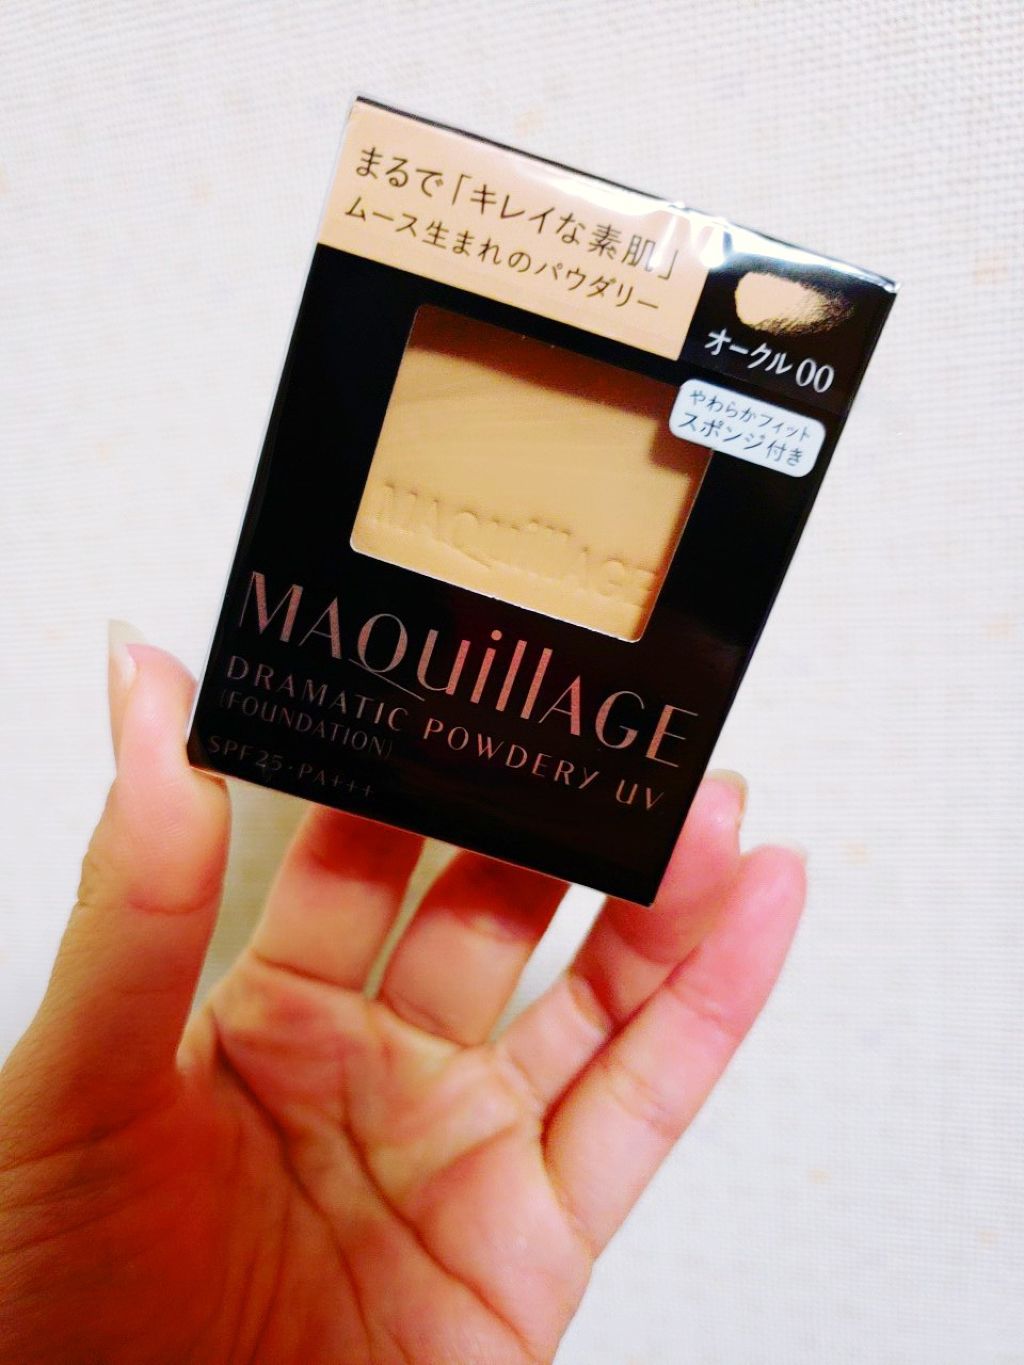 まるで「キレイな素肌」
ムース生まれのパウダリー
オークル 00
やわらかフィット
スポンジ付き
MAQuillAGE
MAQuillAGE
DRAMATIC POWDERY UV
(FOUNDATION)
SPF25・PA+++